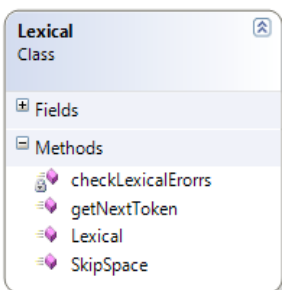 Lexical
Class
Fields
Methods
checkLexicalErorrs
getNextToken
Lexical
SkipSpace